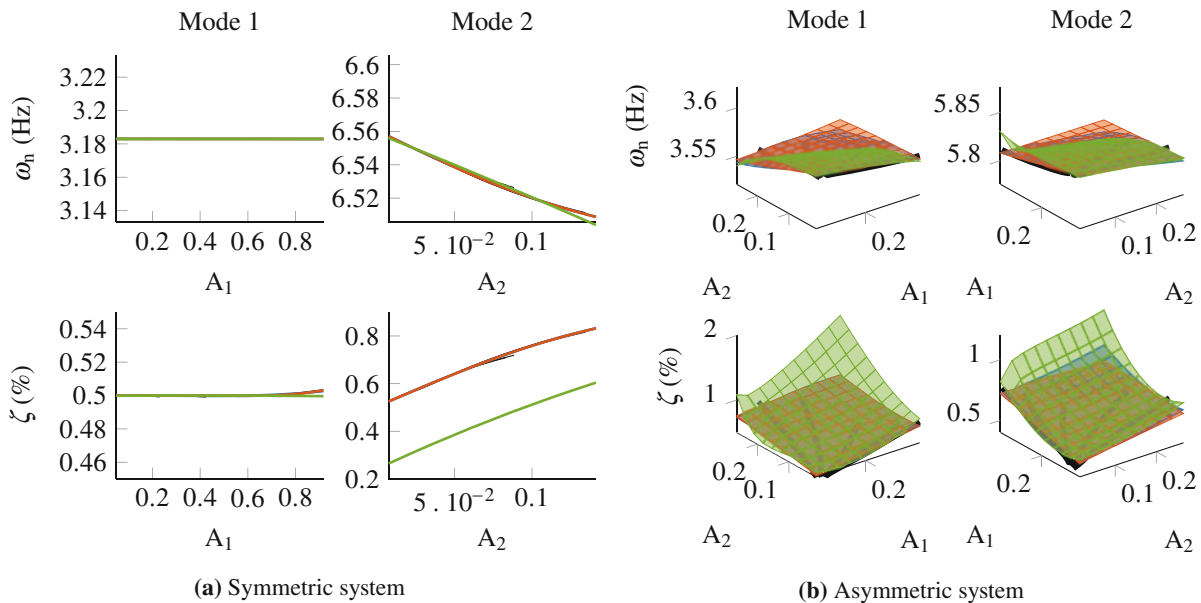 Mode 1 Mode 2 Mode 1 Mode 2
3.22
3.2
3.18
3.16
3.14
ωn (Hz)
0.2 0.4 0.6 0.8
A1
6.6
6.58
6.56
6.54
6.52
5 . 10−2 0.1
A2
0.54
0.52
0.5
0.48
0.46
ζ (%)
0.2 0.4 0.6 0.8
A1
0.8
0.6
0.4
0.2
5 . 10−2 0.1
A2
(a) Symmetric system
3.6
3.55
ωn (Hz)
0.2
0.1
0.2
A2 A1
5.85
5.8
0.2
0.1
0.2
A1 A2
2
1
ζ (%)
0.2
0.1
0.2
A2 A1
1
0.5
0.2
0.1
0.2
A1 A2
(b) Asymmetric system